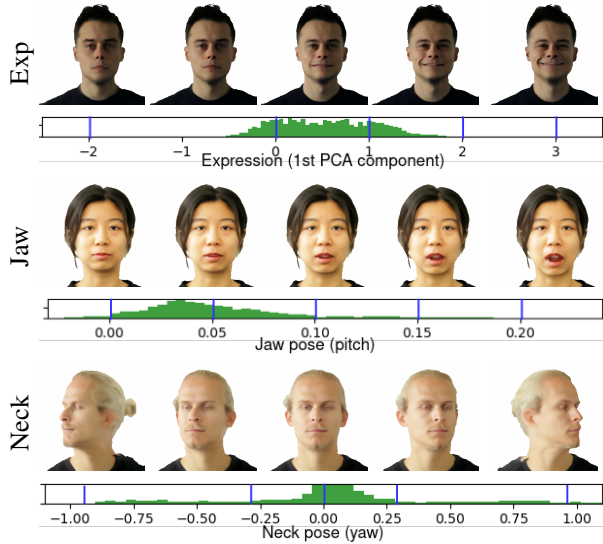 Exp
−2 −1 0 1 2 3
Expression (1st PCA component)
Jaw
0.00 0.05 0.10 0.15 0.20
Jaw pose (pitch)
Neck
−1.00 −0.75 −0.50 −0.25 0.00 0.25 0.50 0.75 1.00
Neck pose (yaw)